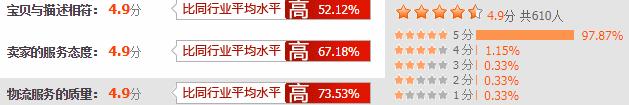 宝贝与描述相符: 4.9分 比同行业平均水平 高 52.12%
卖家的服务态度: 4.9分 比同行业平均水平 高 67.18%
物流服务的质量: 4.9分 比同行业平均水平 高 73.53%
4.9分 共610人
5 分 97.87%
4 分 1.15%
3 分 0.33%
2 分 0.33%
1 分 0.33%